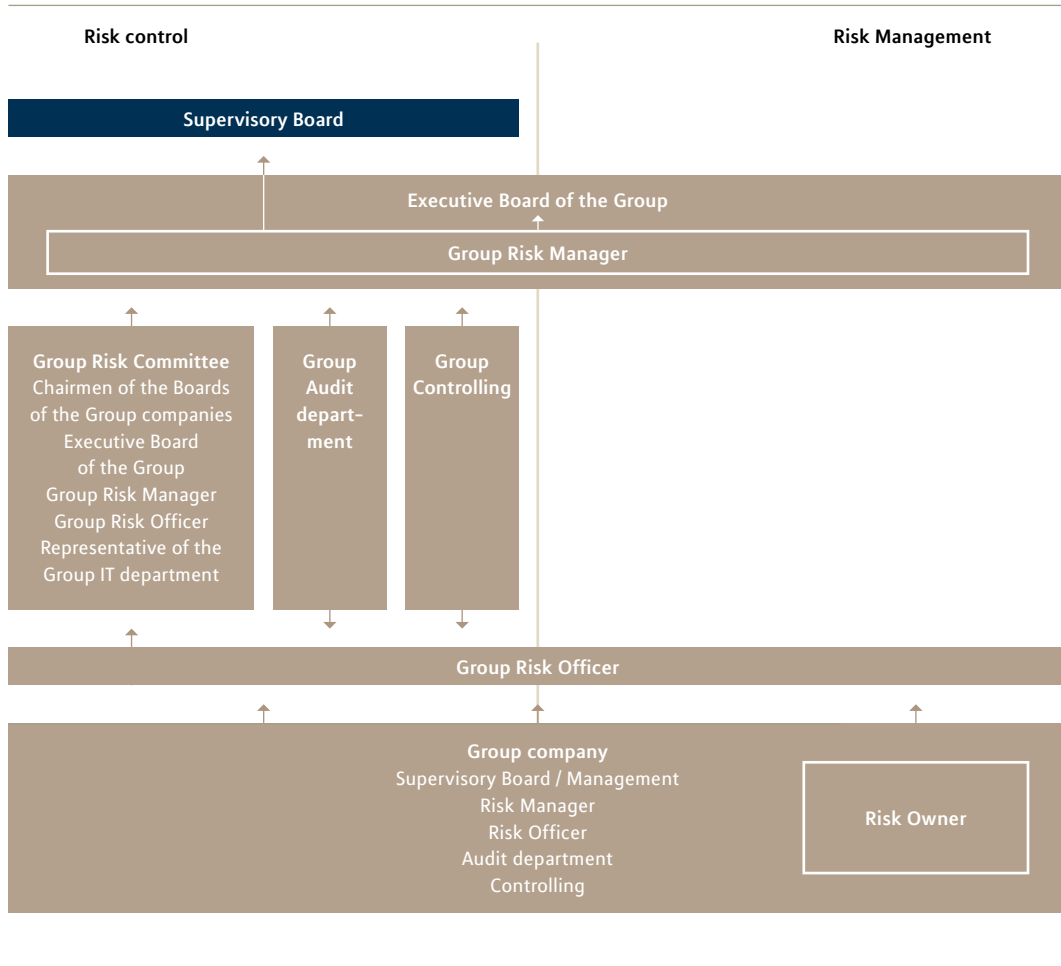 Risk control
Risk Management
Supervisory Board
Executive Board of the Group
Group Risk Manager
Group Risk Committee
Chairmen of the Boards
of the Group companies
Executive Board
of the Group
Group Risk Manager
Group Risk Officer
Representative of the
Group IT department
Group
Audit
depart-
ment
Group
Controlling
Group Risk Officer
Group company
Supervisory Board / Management
Risk Manager
Risk Officer
Audit department
Controlling
Risk Owner